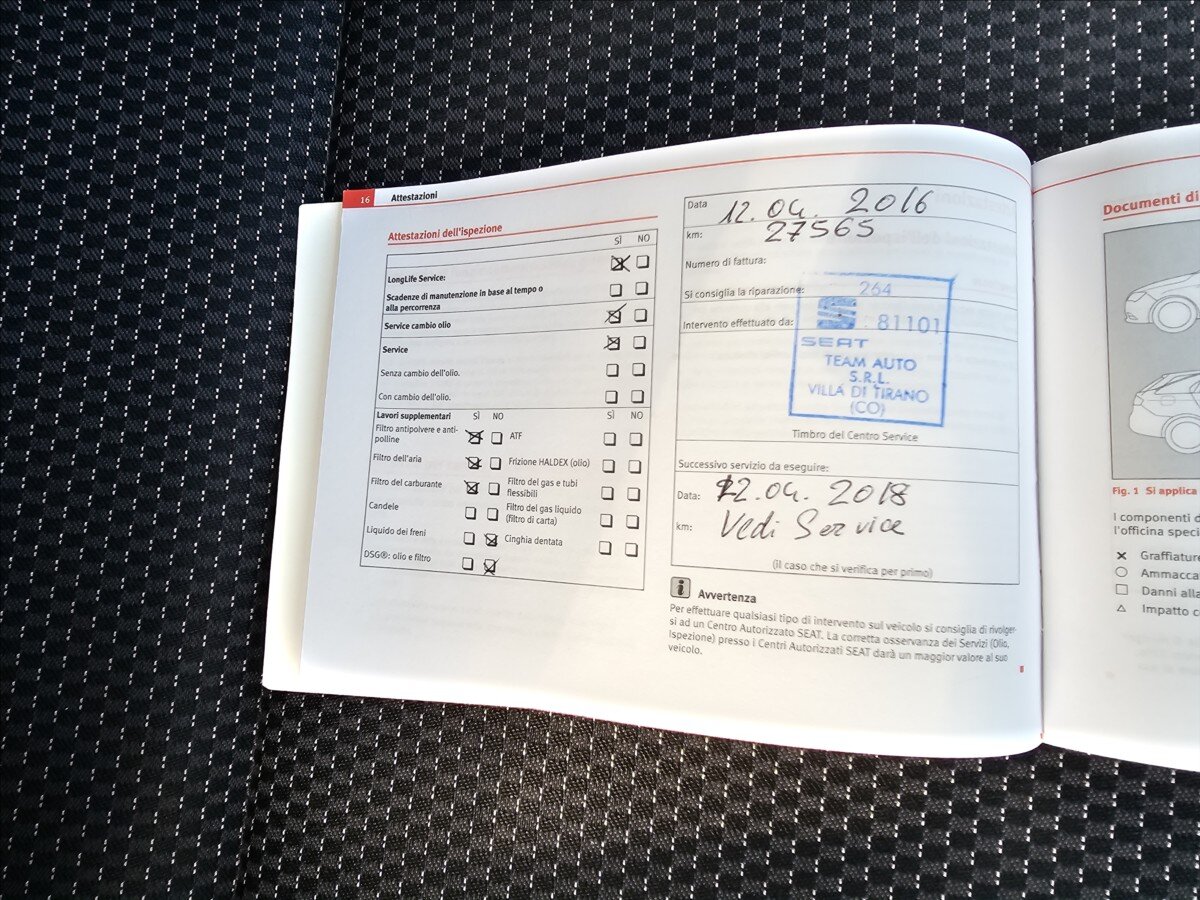 16 Attestazioni
Attestazioni dell'ispezione
SÌ NO
LongLife Service:
Scadenze di manutenzione in base al tempo o
alla percorrenza
Service cambio olio
Service
Senza cambio dell'olio.
Con cambio dell'olio.
Lavori supplementari SÌ NO SÌ NO
Filtro antipolvere e anti-
polline
ATF
Filtro dell'aria
Frizione HALDEX (olio)
Filtro del carburante
Filtro del gas e tubi
flessibili
Candele
Filtro del gas liquido
(filtro di carta)
Liquido dei freni
Cinghia dentata
DSG®: olio e filtro
Data 12.04. 2016
km: 27565
Numero di fattura:
Si consiglia la riparazione:
Intervento effettuato da:
264
81101
SEAT
TEAM AUTO
S.R.L.
VILLA DI TIRANO
(CO)
Timbro del Centro Service
Successivo servizio da eseguire:
Data: 12.04. 2018
km: Vedi Service
(il caso che si verifica per primo)
i Avvertenza
Per effettuare qualsiasi tipo di intervento sul veicolo si consiglia di rivolger-
si ad un Centro Autorizzato SEAT. La corretta osservanza dei Servizi (Olio,
Ispezione) presso i Centri Autorizzati SEAT darà un maggior valore al suo
veicolo.
Documenti di
Fig. 1 Si applica
I componenti d
l'officina speci
Graffiature
Ammacca
Danni alla
Impatto c